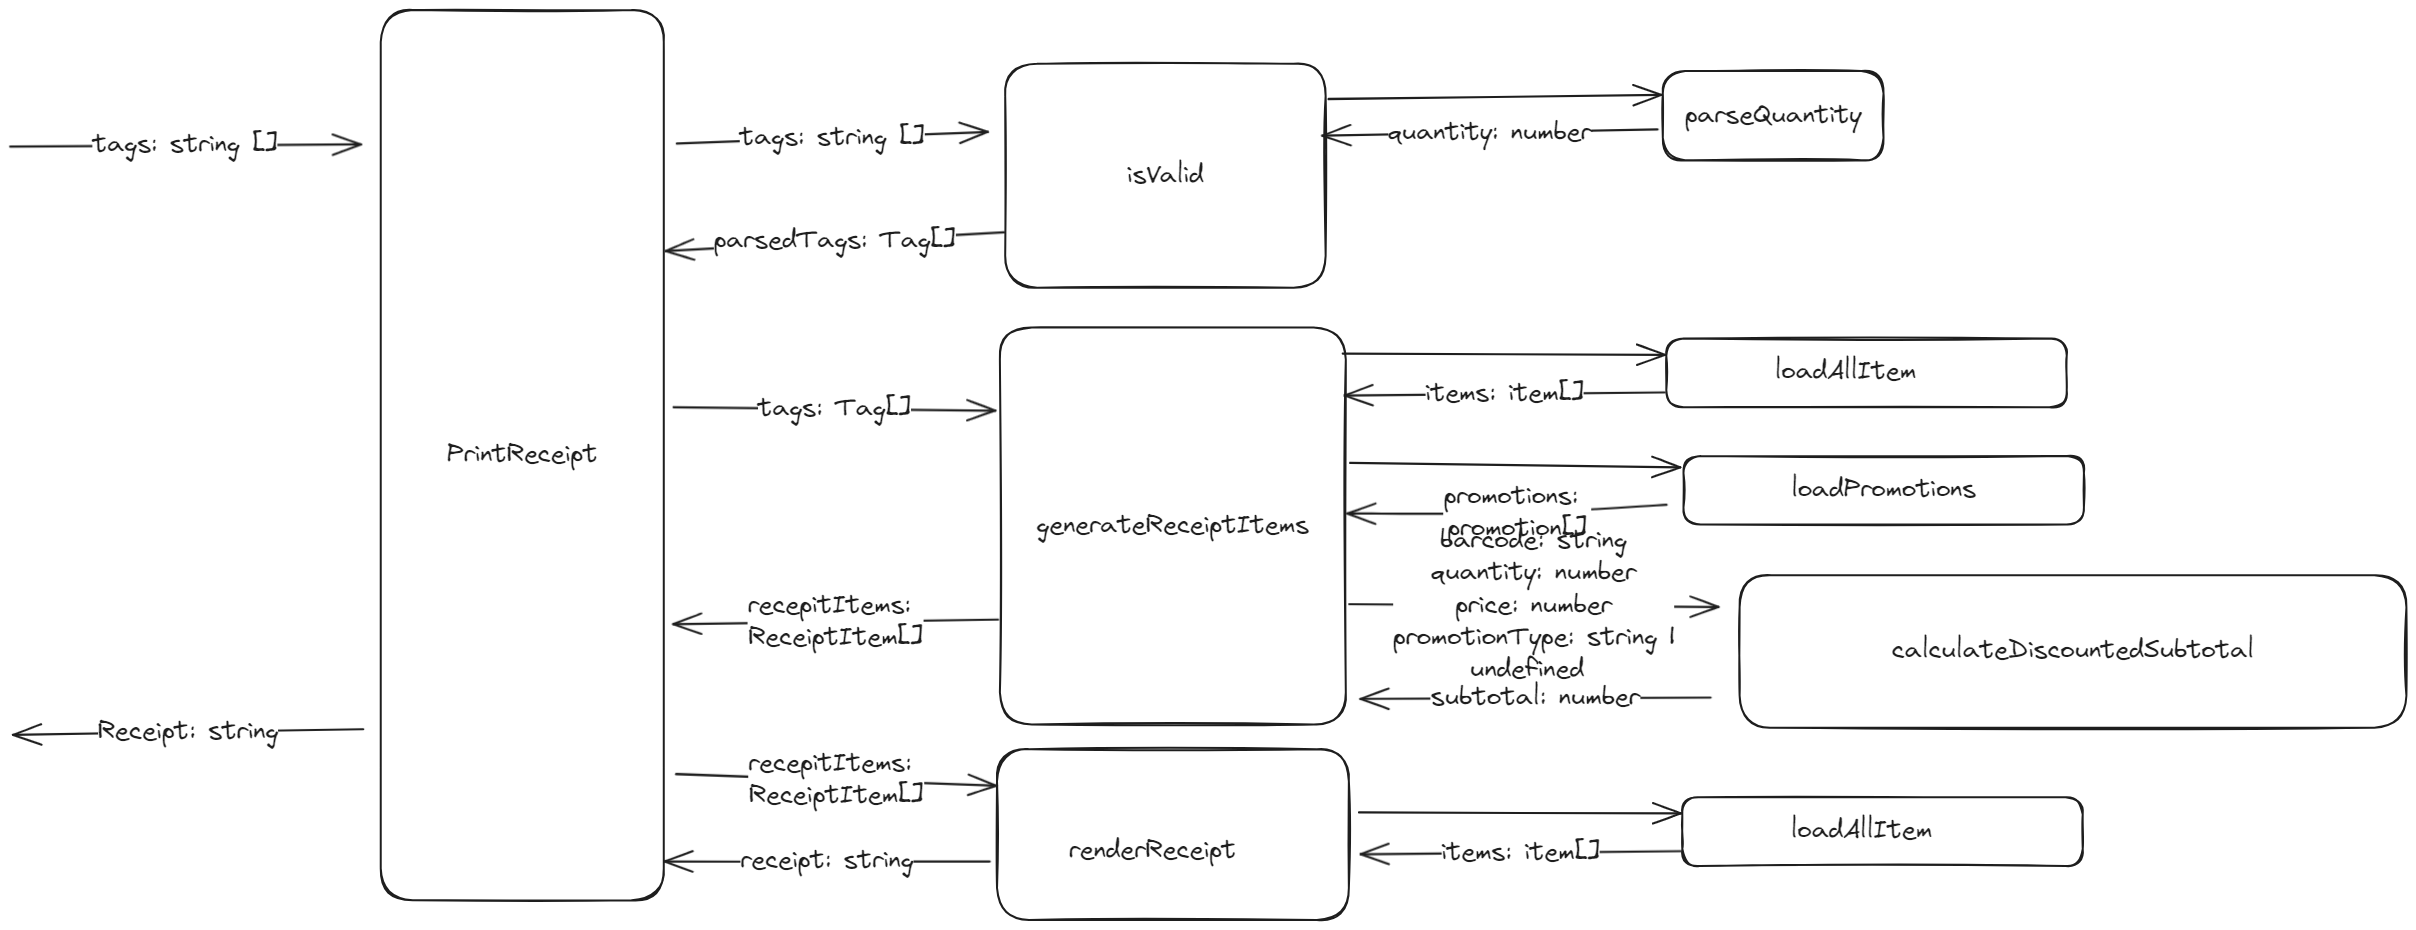 tags: string []
PrintReceipt
Receipt: string
tags: string []
parsedTags: Tag[]
isValid
quantity: number
parseQuantity
tags: Tag[]
recepitItems:
ReceiptItem[]
generateReceiptItems
items: item[]
loadAllItem
promotions:
promotion[]
loadPromotions
barcode: string
quantity: number
price: number
promotionType: string |
undefined
subtotal: number
calculateDiscountedSubtotal
recepitItems:
ReceiptItem[]
receipt: string
renderReceipt
items: item[]
loadAllItem